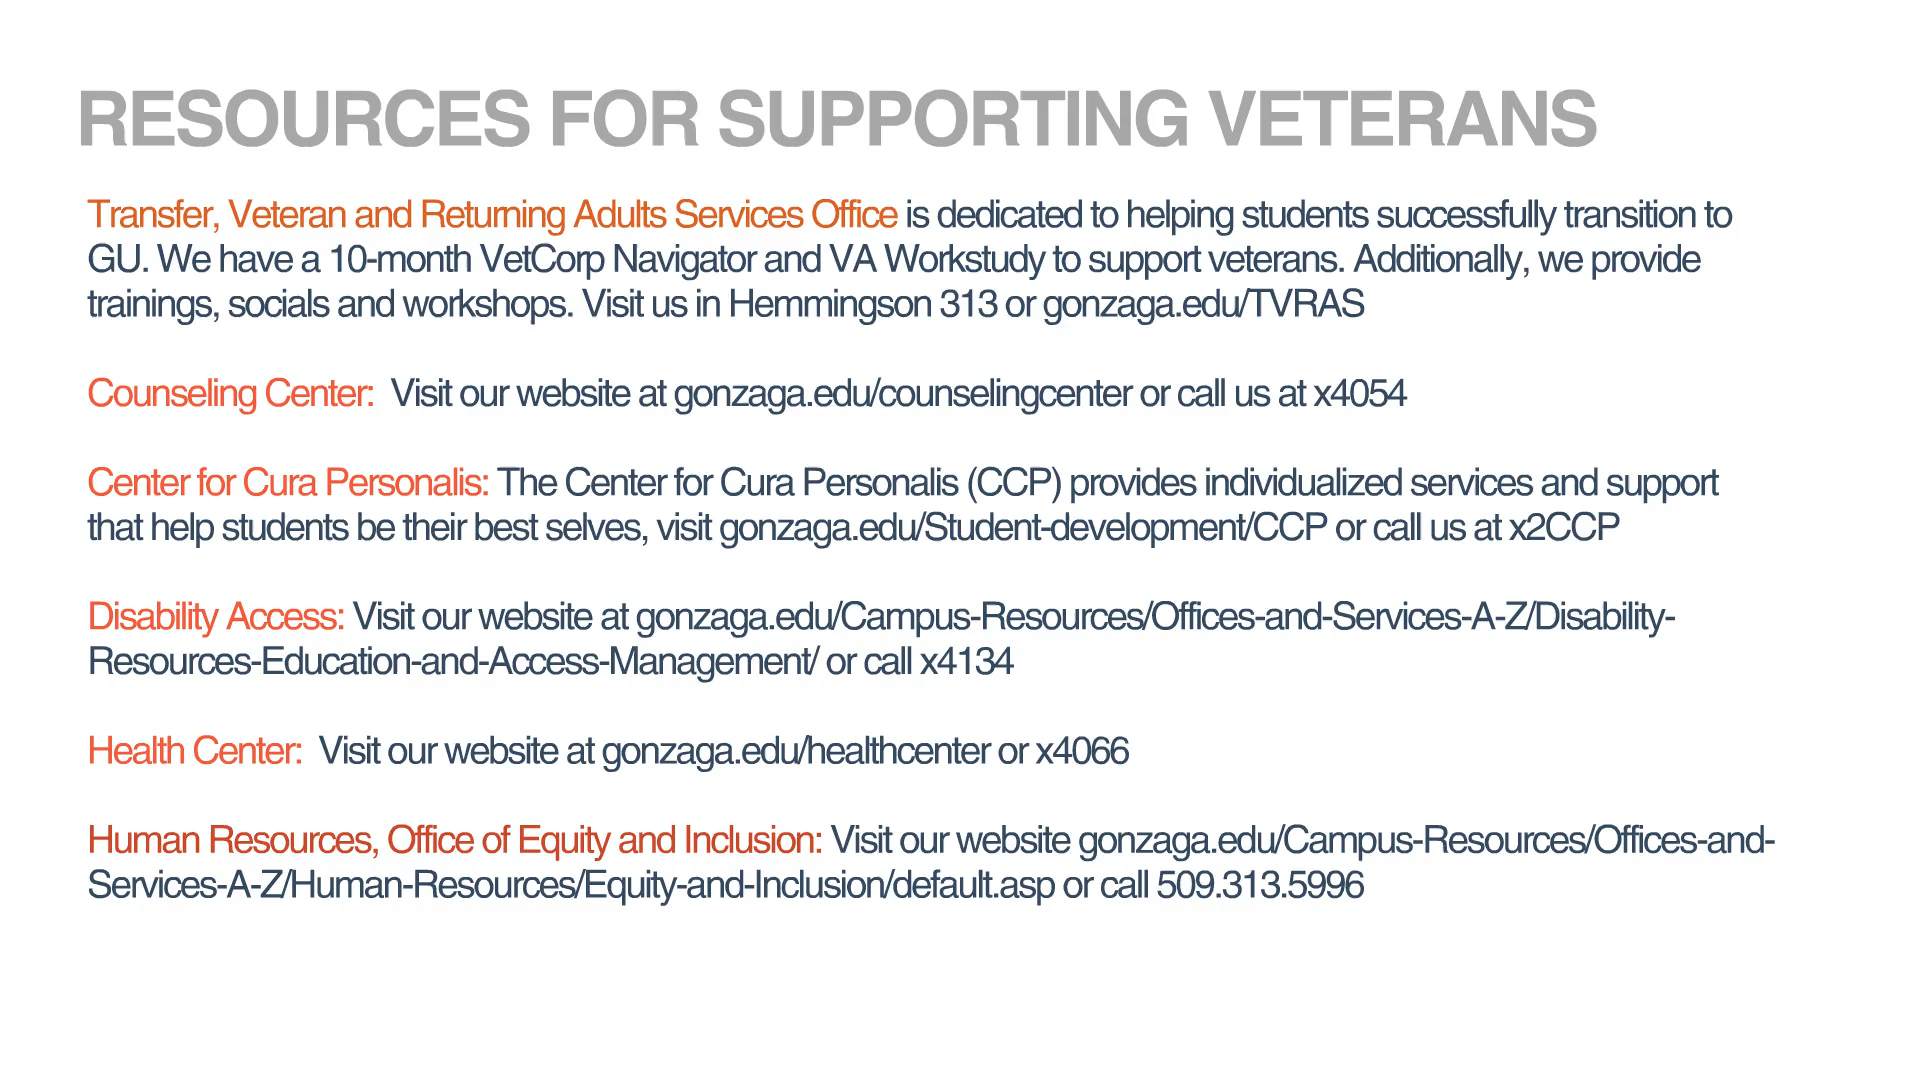 RESOURCES FOR SUPPORTING VETERANS
Transfer, Veteran and Returning Adults Services Office is dedicated to helping students successfully transition to
GU. We have a 10-month VetCorp Navigator and VA Workstudy to support veterans. Additionally, we provide
trainings, socials and workshops. Visit us in Hemmingson 313 or gonzaga.edu/TVRAS
Counseling Center:  Visit our website at gonzaga.edu/counselingcenter or call us at x4054
Center for Cura Personalis: The Center for Cura Personalis (CCP) provides individualized services and support
that help students be their best selves, visit gonzaga.edu/Student-development/CCP or call us at x2CCP
Disability Access: Visit our website at gonzaga.edu/Campus-Resources/Offices-and-Services-A-Z/Disability-
Resources-Education-and-Access-Management/ or call x4134
Health Center:  Visit our website at gonzaga.edu/healthcenter or x4066
Human Resources, Office of Equity and Inclusion: Visit our website gonzaga.edu/Campus-Resources/Offices-and-
Services-A-Z/Human-Resources/Equity-and-Inclusion/default.asp or call 509.313.5996